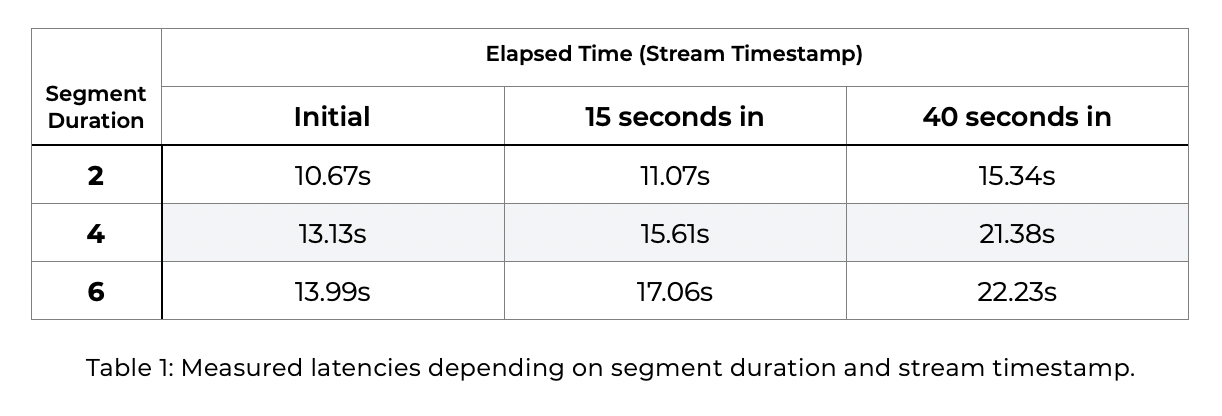 Elapsed Time (Stream Timestamp)
Segment
Duration
Initial 15 seconds in 40 seconds in
2 10.67s 11.07s 15.34s
4 13.13s 15.61s 21.38s
6 13.99s 17.06s 22.23s
Table 1: Measured latencies depending on segment duration and stream timestamp.